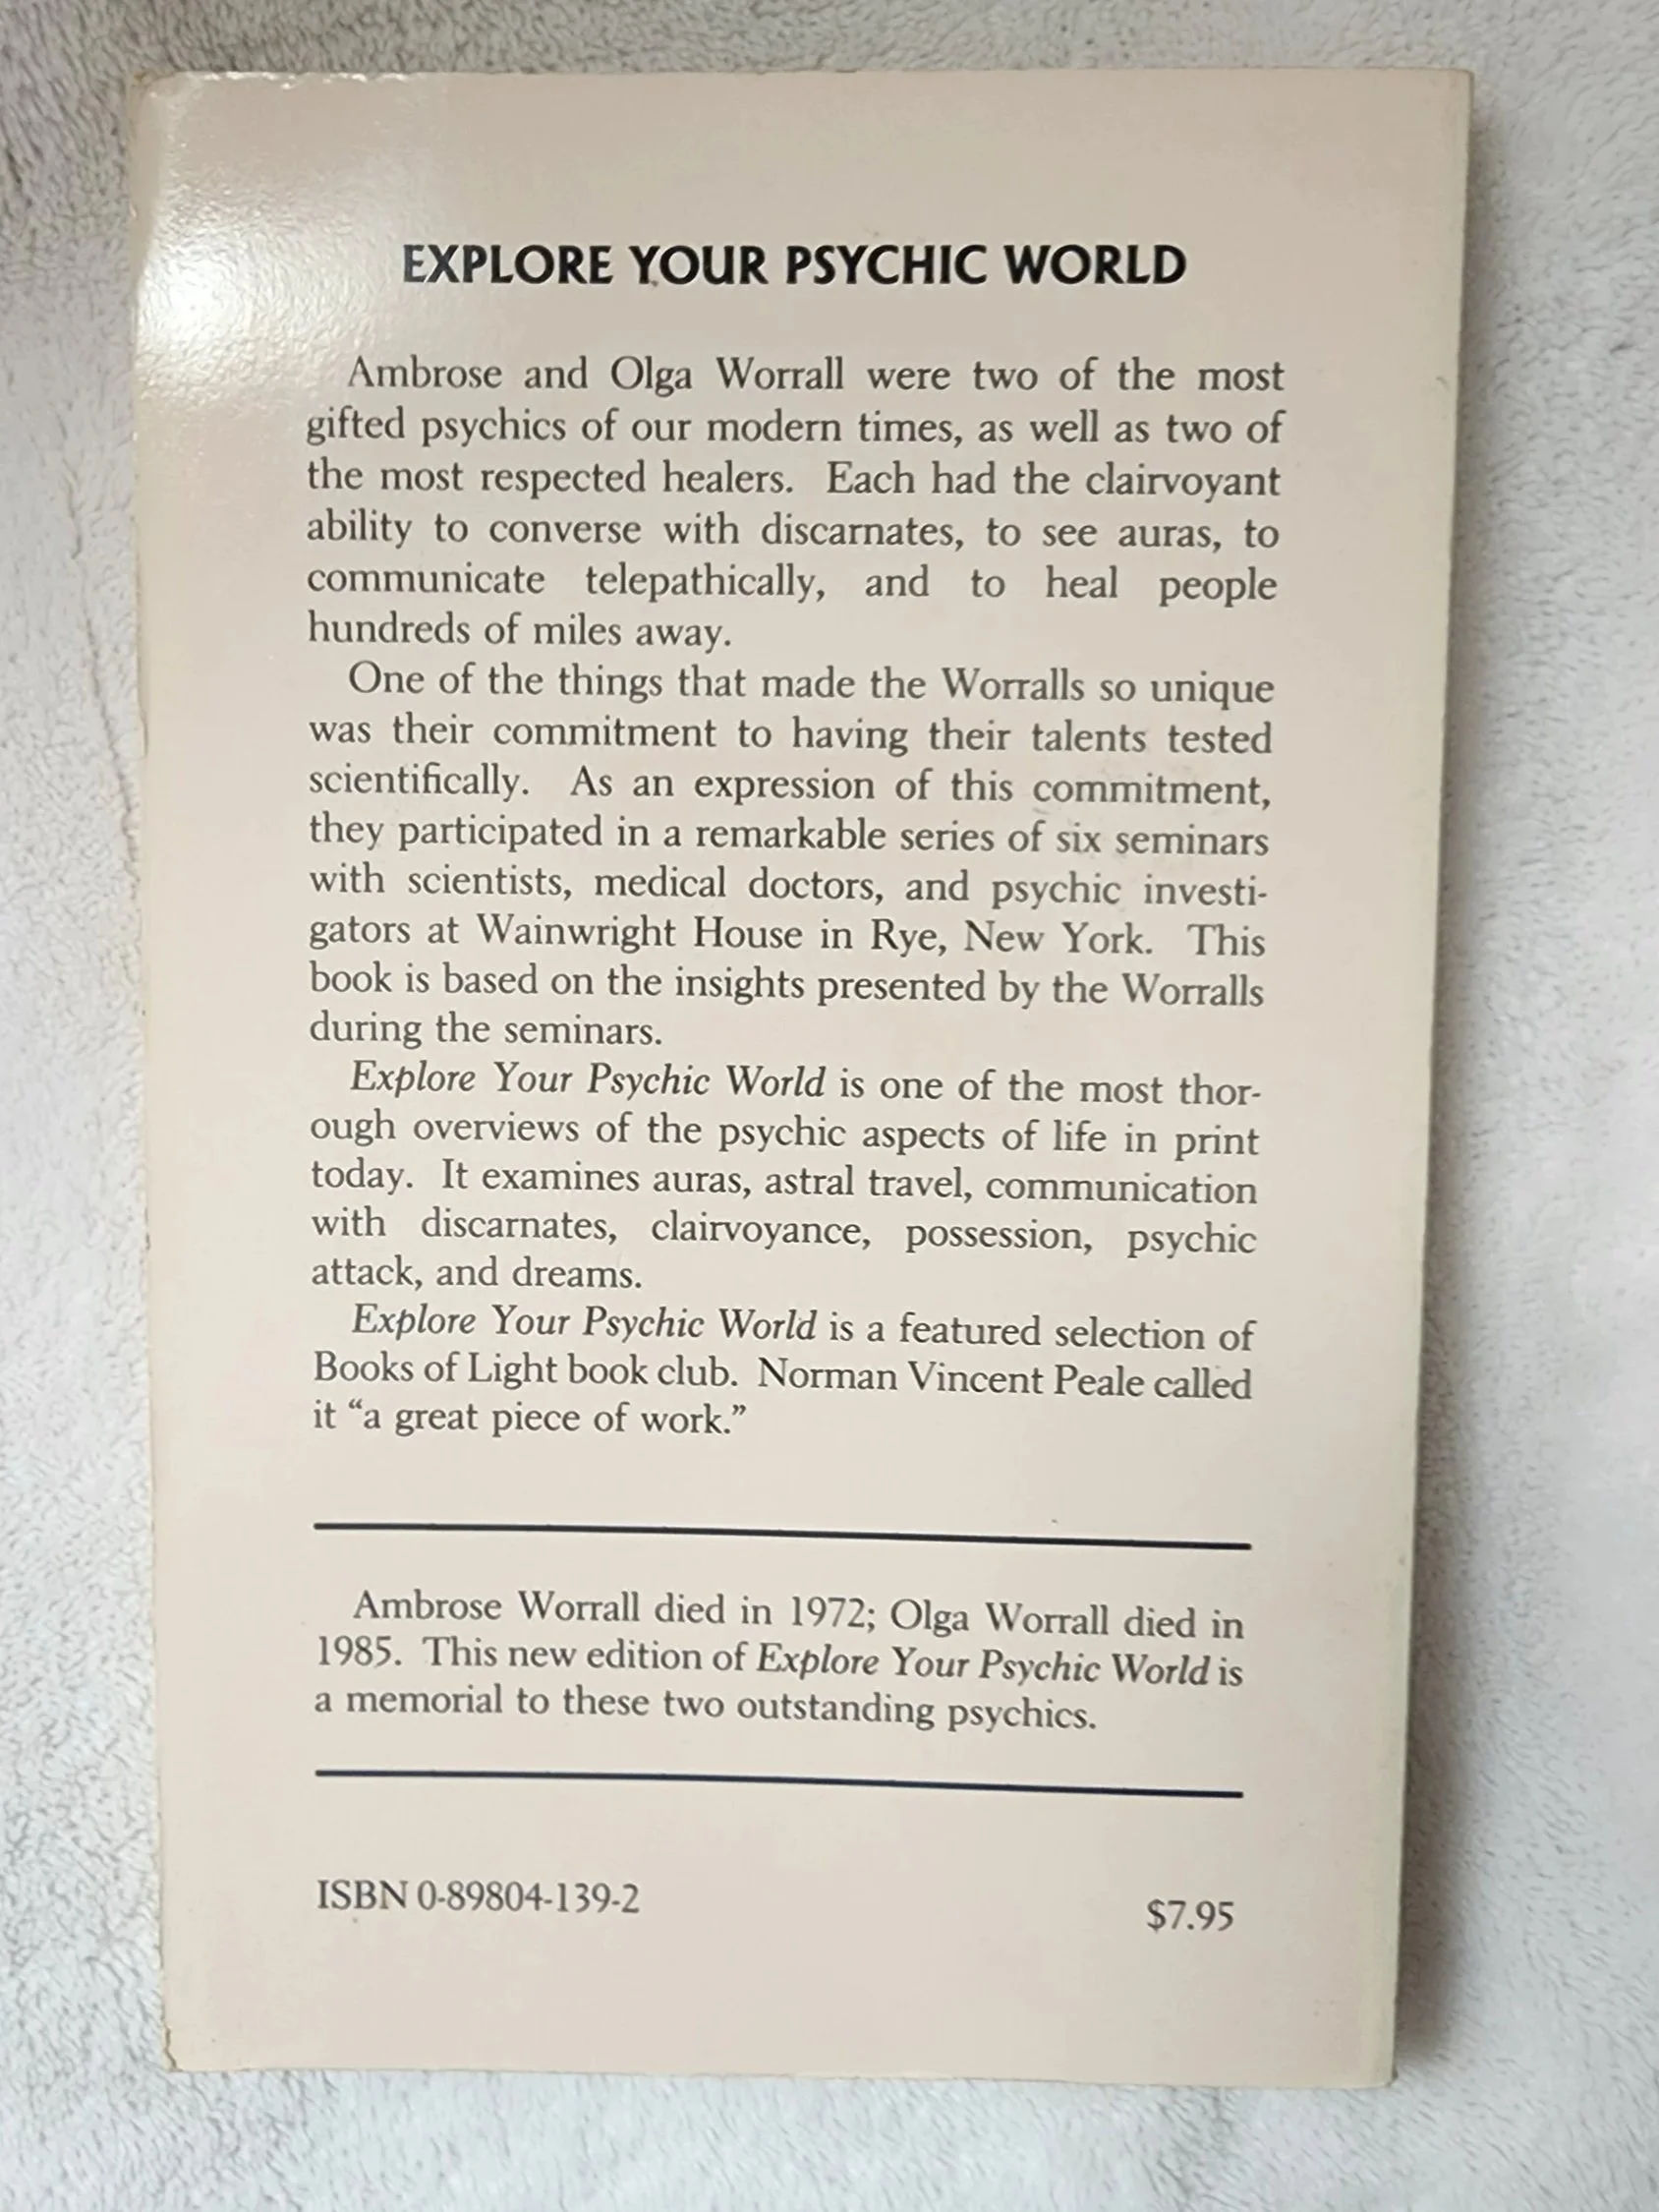 EXPLORE YOUR PSYCHIC WORLD
Ambrose and Olga Worrall were two of the most
gifted psychics of our modern times, as well as two of
the most respected healers. Each had the clairvoyant
ability to converse with discarnates, to see auras, to
communicate telepathically, and to heal people
hundreds of miles away.
One of the things that made the Worralls so unique
was their commitment to having their talents tested
scientifically. As an expression of this commitment,
they participated in a remarkable series of six seminars
with scientists, medical doctors, and psychic investi-
gators at Wainwright House in Rye, New York. This
book is based on the insights presented by the Worralls
during the seminars.
Explore Your Psychic World is one of the most thor-
ough overviews of the psychic aspects of life in print
today. It examines auras, astral travel, communication
with discarnates, clairvoyance, possession, psychic
attack, and dreams.
Explore Your Psychic World is a featured selection of
Books of Light book club. Norman Vincent Peale called
it “a great piece of work.”
Ambrose Worrall died in 1972; Olga Worrall died in
1985. This new edition of Explore Your Psychic World is
a memorial to these two outstanding psychics.
ISBN 0-89804-139-2
$7.95